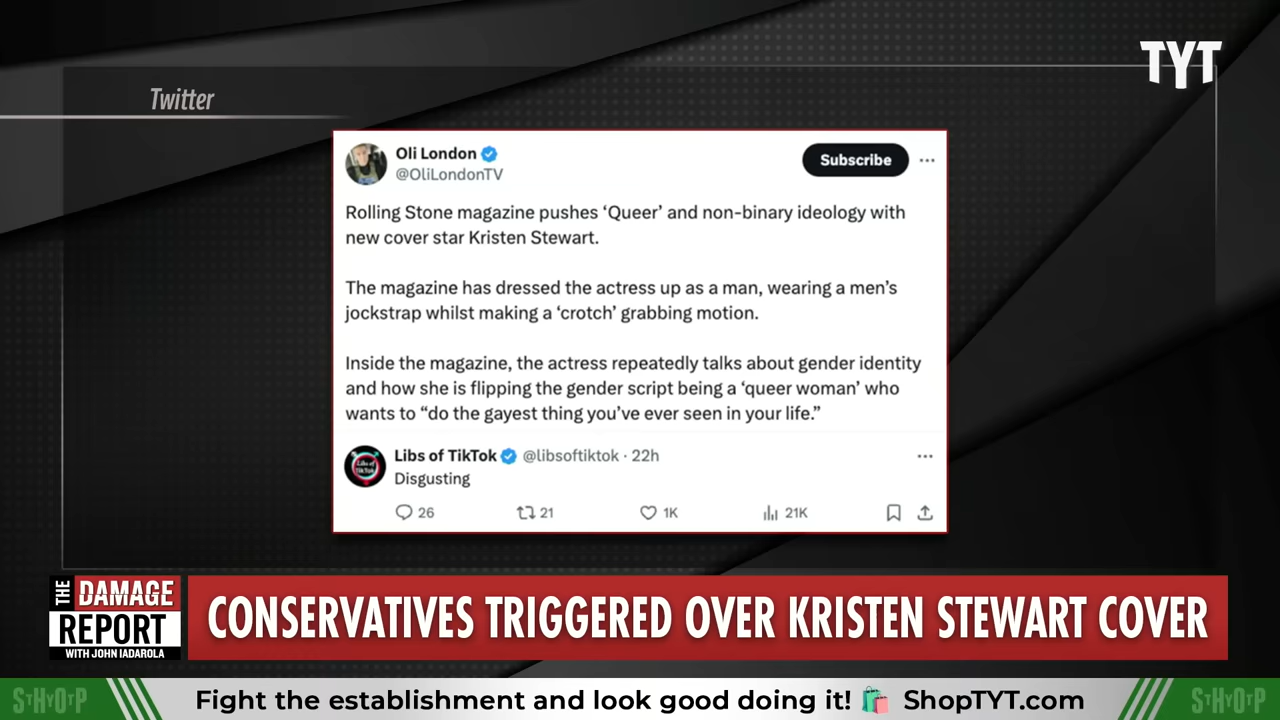 TYT
Twitter
Oli London
@OliLondonTV
Subscribe
Rolling Stone magazine pushes ‘Queer’ and non-binary ideology with
new cover star Kristen Stewart.
The magazine has dressed the actress up as a man, wearing a men’s
jockstrap whilst making a ‘crotch’ grabbing motion.
Inside the magazine, the actress repeatedly talks about gender identity
and how she is flipping the gender script being a ‘queer woman’ who
wants to “do the gayest thing you’ve ever seen in your life.”
Libs of TikTok @libsoftiktok · 22h
Libs of TikTok
Disgusting
26 21 1K 21K
THE DAMAGE
REPORT
WITH JOHN IADAROLA
CONSERVATIVES TRIGGERED OVER KRISTEN STEWART COVER
STHYOTP
Fight the establishment and look good doing it! 🛍️ ShopTYT.com
STHYOTP